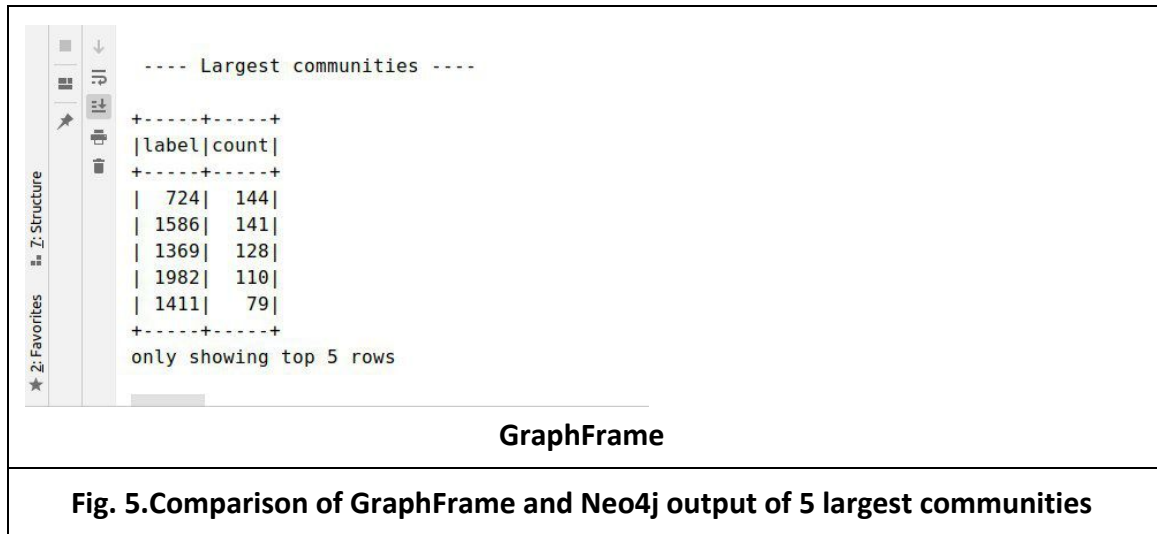 ---- Largest communities ----
+-----+-----+
|label|count|
+-----+-----+
|  724|  144|
| 1586|  141|
| 1369|  128|
| 1982|  110|
| 1411|   79|
+-----+-----+
only showing top 5 rows
7: Structure
2: Favorites
GraphFrame
Fig. 5.Comparison of GraphFrame and Neo4j output of 5 largest communities